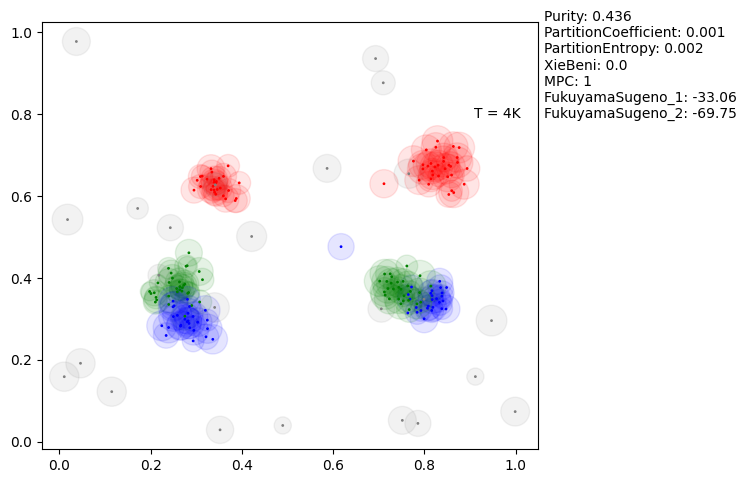 Purity: 0.436
PartitionCoefficient: 0.001
PartitionEntropy: 0.002
XieBeni: 0.0
MPC: 1
FukuyamaSugeno_1: -33.06
FukuyamaSugeno_2: -69.75
T = 4K
1.0
0.8
0.6
0.4
0.2
0.0
0.0 0.2 0.4 0.6 0.8 1.0